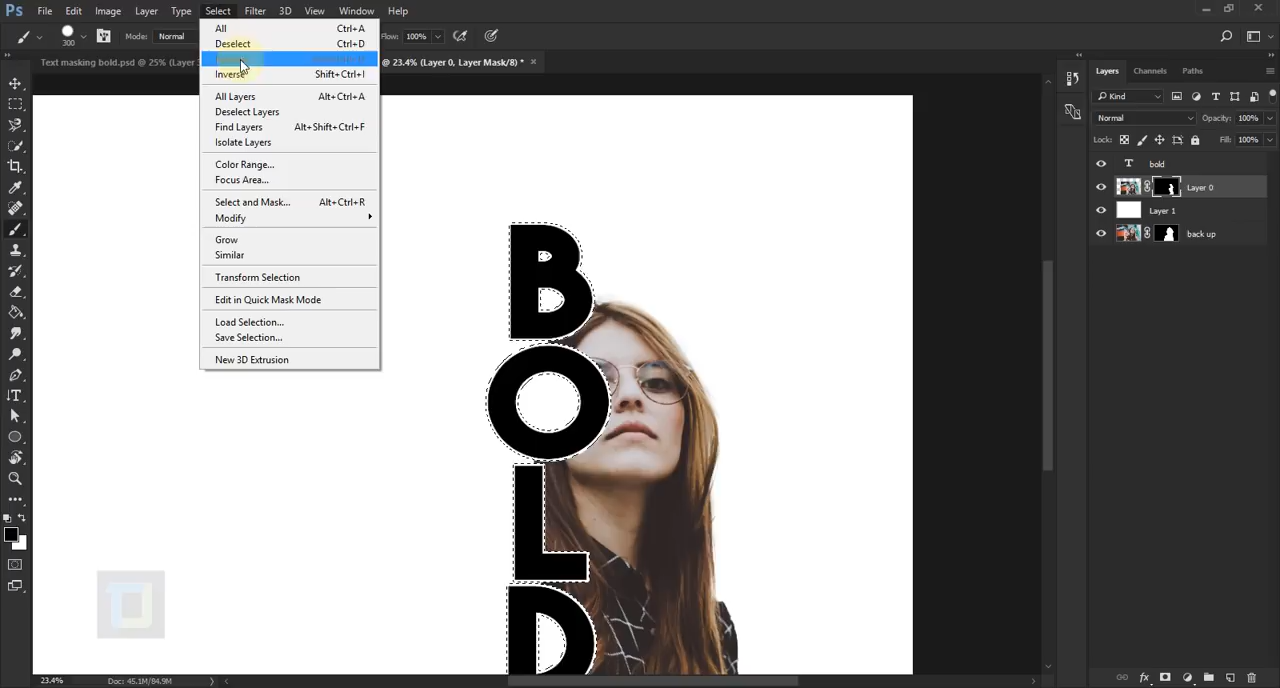 Ps File Edit Image Layer Type Select Filter 3D View Window Help
300 Mode: Normal Flow: 100%
Text masking bold.psd @ 25% (Layer @ 23.4% (Layer 0, Layer Mask/8) *
All Ctrl+A
Deselect Ctrl+D
Inverse Shift+Ctrl+I
All Layers Alt+Ctrl+A
Deselect Layers
Find Layers Alt+Shift+Ctrl+F
Isolate Layers
Color Range...
Focus Area...
Select and Mask... Alt+Ctrl+R
Modify
Grow
Similar
Transform Selection
Edit in Quick Mask Mode
Load Selection...
Save Selection...
New 3D Extrusion
B
O
L
D
Layers Channels Paths
Kind
Normal Opacity: 100%
Lock: Fill: 100%
T bold
Layer 0
Layer 1
back up
23.4% Doc: 45.1M/84.9M